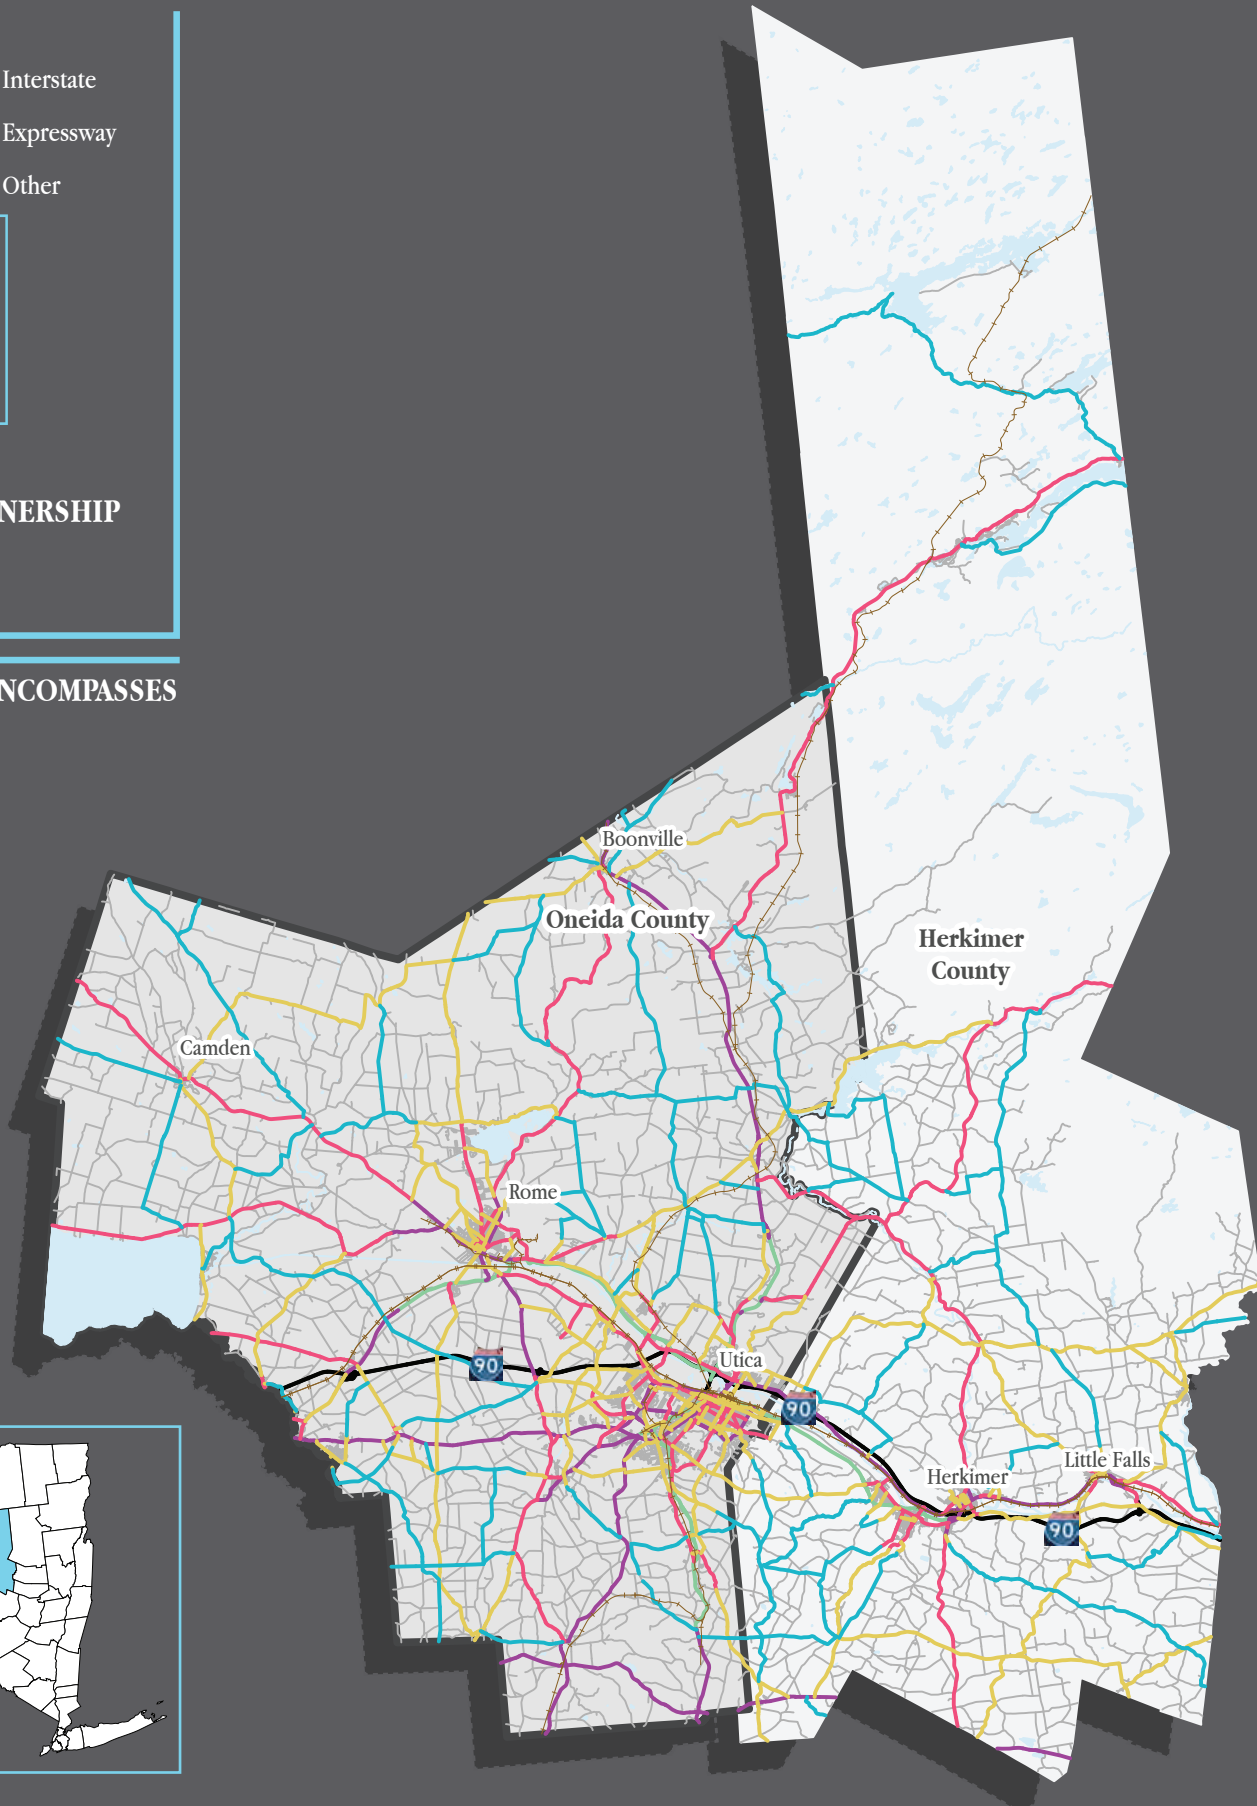 Interstate
Expressway
Other
NERSHIP
NCOMPASSES
Boonville
Oneida County
Herkimer
County
Camden
Rome
Utica
90
90
Herkimer
Little Falls
90